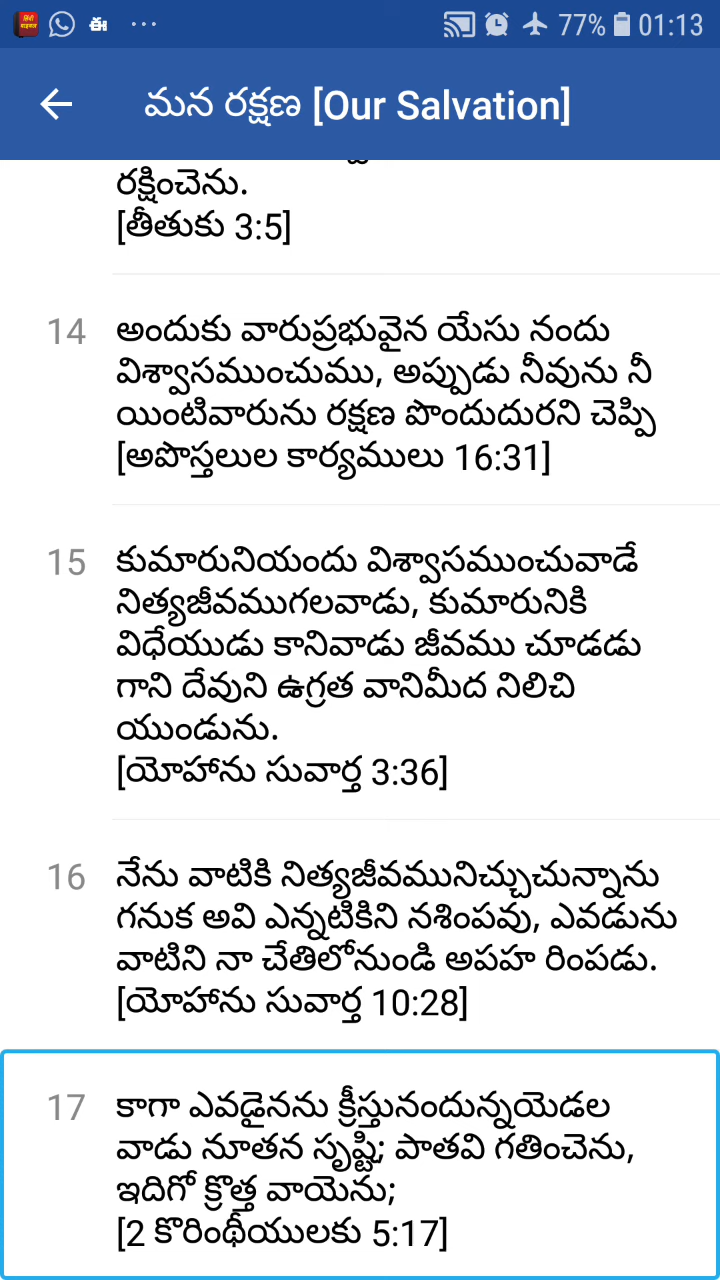 77% 01:13
మన రక్షణ [Our Salvation]
రక్షించెను.
[తీతుకు 3:5]
14 అందుకు వారుప్రభువైన యేసు నందు
విశ్వాసముంచుము, అప్పుడు నీవును నీ
యింటివారును రక్షణ పొందుదురని చెప్పి
[అపొస్తలుల కార్యములు 16:31]
15 కుమారునియందు విశ్వాసముంచువాడే
నిత్యజీవముగలవాడు, కుమారునికి
విధేయుడు కానివాడు జీవము చూడడు
గాని దేవుని ఉగ్రత వానిమీద నిలిచి
యుండును.
[యోహాను సువార్త 3:36]
16 నేను వాటికి నిత్యజీవమునిచ్చుచున్నాను
గనుక అవి ఎన్నటికిని నశింపవు, ఎవడును
వాటిని నా చేతిలోనుండి అపహ రింపడు.
[యోహాను సువార్త 10:28]
17 కాగా ఎవడైనను క్రీస్తునందున్నయెడల
వాడు నూతన సృష్టి; పాతవి గతించెను,
ఇదిగో క్రొత్త వాయెను;
[2 కొరింథీయులకు 5:17]